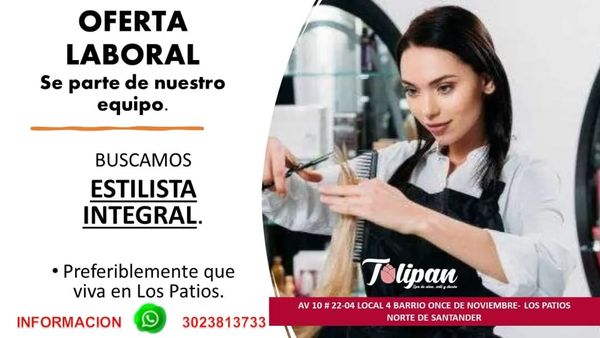 OFERTA
LABORAL
Se parte de nuestro
equipo.
BUSCAMOS
ESTILISTA
INTEGRAL.
• Preferiblemente que
viva en Los Patios.
INFORMACION 3023813733
Tolipan
AV 10 # 22-04 LOCAL 4 BARRIO ONCE DE NOVIEMBRE- LOS PATIOS
NORTE DE SANTANDER